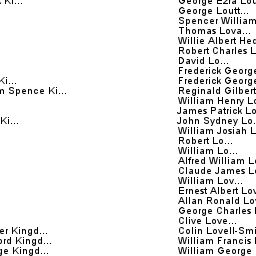 Ki... George Ezra Lou
George Loutt...
Spencer William
Thomas Lova...
Willie Albert Hec
Robert Charles L
David Lo...
Frederick George
Ki... Frederick George
m Spence Ki... Reginald Gilbert
William Henry Lo
James Patrick Lo
Ki... John Sydney Lo.
William Josiah L
Robert Lo...
William Lo...
Alfred William Lo
Claude James Lo
William Lov...
Ernest Albert Lov
Allan Ronald Lov
George Charles
Clive Love...
er Kingd... Colin Lovell-Smi
ord Kingd... William Francis
ge Kingd... William George